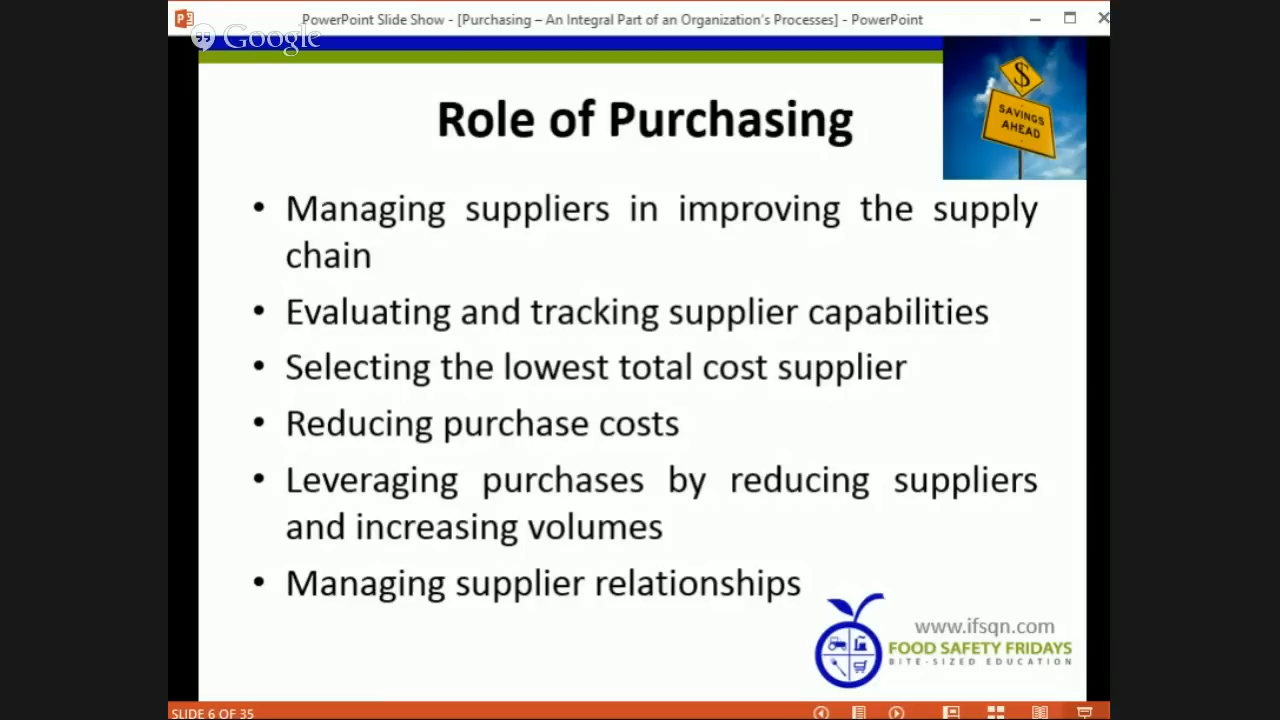 PowerPoint Slide Show - [Purchasing – An Integral Part of an Organization's Processes] - PowerPoint
Google
Role of Purchasing
$
SAVINGS
AHEAD
• Managing suppliers in improving the supply
chain
• Evaluating and tracking supplier capabilities
• Selecting the lowest total cost supplier
• Reducing purchase costs
• Leveraging purchases by reducing suppliers
and increasing volumes
• Managing supplier relationships
www.ifsqn.com
FOOD SAFETY FRIDAYS
BITE-SIZED EDUCATION
SLIDE 6 OF 35